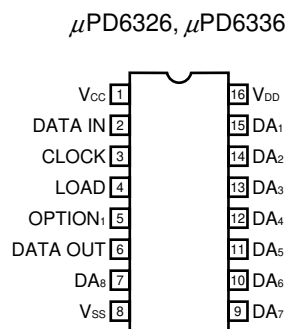 μPD6326, μPD6336
VCC 1 16 VDD
DATA IN 2 15 DA1
CLOCK 3 14 DA2
LOAD 4 13 DA3
OPTION1 5 12 DA4
DATA OUT 6 11 DA5
DA8 7 10 DA6
VSS 8 9 DA7